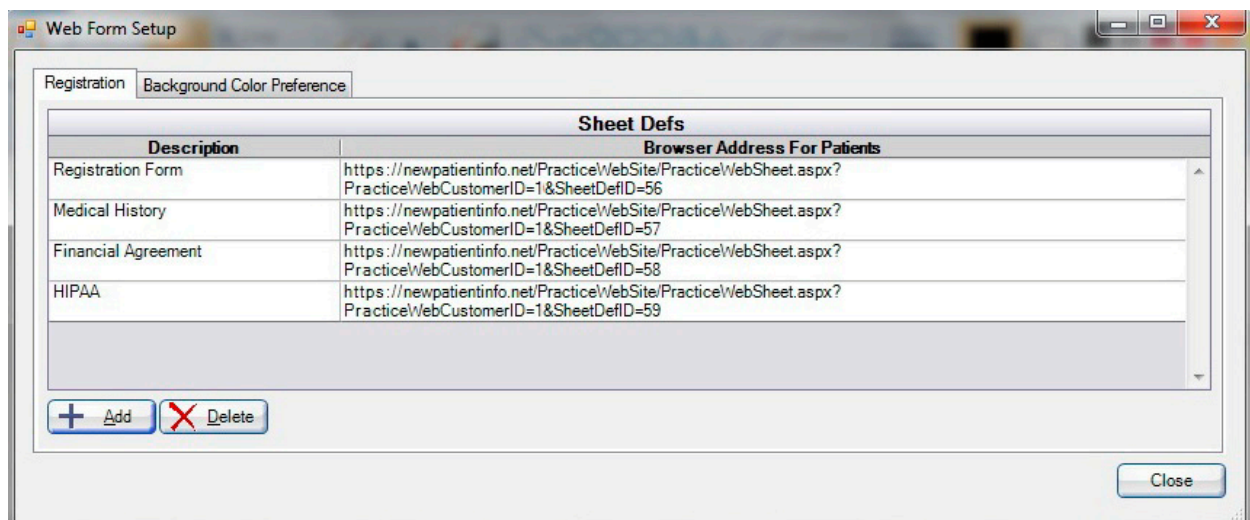 Web Form Setup
Registration
Background Color Preference
Sheet Defs
Description
Browser Address For Patients
Registration Form
https://newpatientinfo.net/PracticeWebSite/PracticeWebSheet.aspx?
PracticeWebCustomerID=1&SheetDefID=56
Medical History
https://newpatientinfo.net/PracticeWebSite/PracticeWebSheet.aspx?
PracticeWebCustomerID=1&SheetDefID=57
Financial Agreement
https://newpatientinfo.net/PracticeWebSite/PracticeWebSheet.aspx?
PracticeWebCustomerID=1&SheetDefID=58
HIPAA
https://newpatientinfo.net/PracticeWebSite/PracticeWebSheet.aspx?
PracticeWebCustomerID=1&SheetDefID=59
Add
Delete
Close